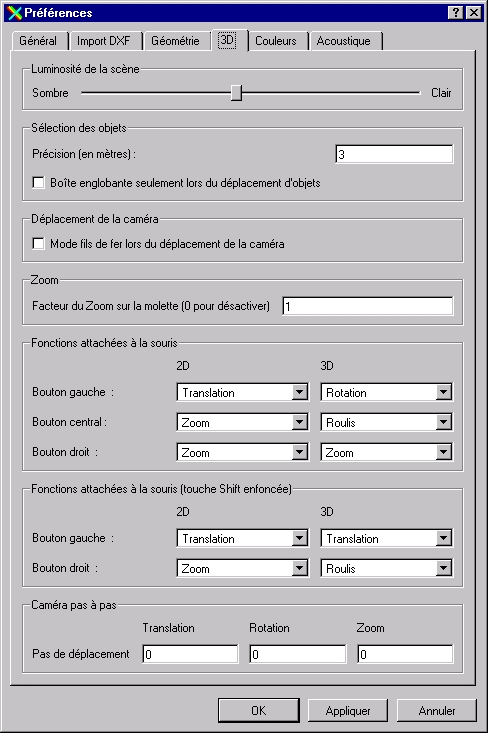 Préférences
Général Import DXF Géométrie 3D Couleurs Acoustique
Luminosité de la scène
Sombre Clair
Sélection des objets
Précision (en mètres) : 3
Boîte englobante seulement lors du déplacement d'objets
Déplacement de la caméra
Mode fils de fer lors du déplacement de la caméra
Zoom
Facteur du Zoom sur la molette (0 pour désactiver) 1
Fonctions attachées à la souris
2D 3D
Bouton gauche : Translation Rotation
Bouton central : Zoom Roulis
Bouton droit : Zoom Zoom
Fonctions attachées à la souris (touche Shift enfoncée)
2D 3D
Bouton gauche : Translation Translation
Bouton droit : Zoom Roulis
Caméra pas à pas
Translation Rotation Zoom
Pas de déplacement 0 0 0
OK Appliquer Annuler